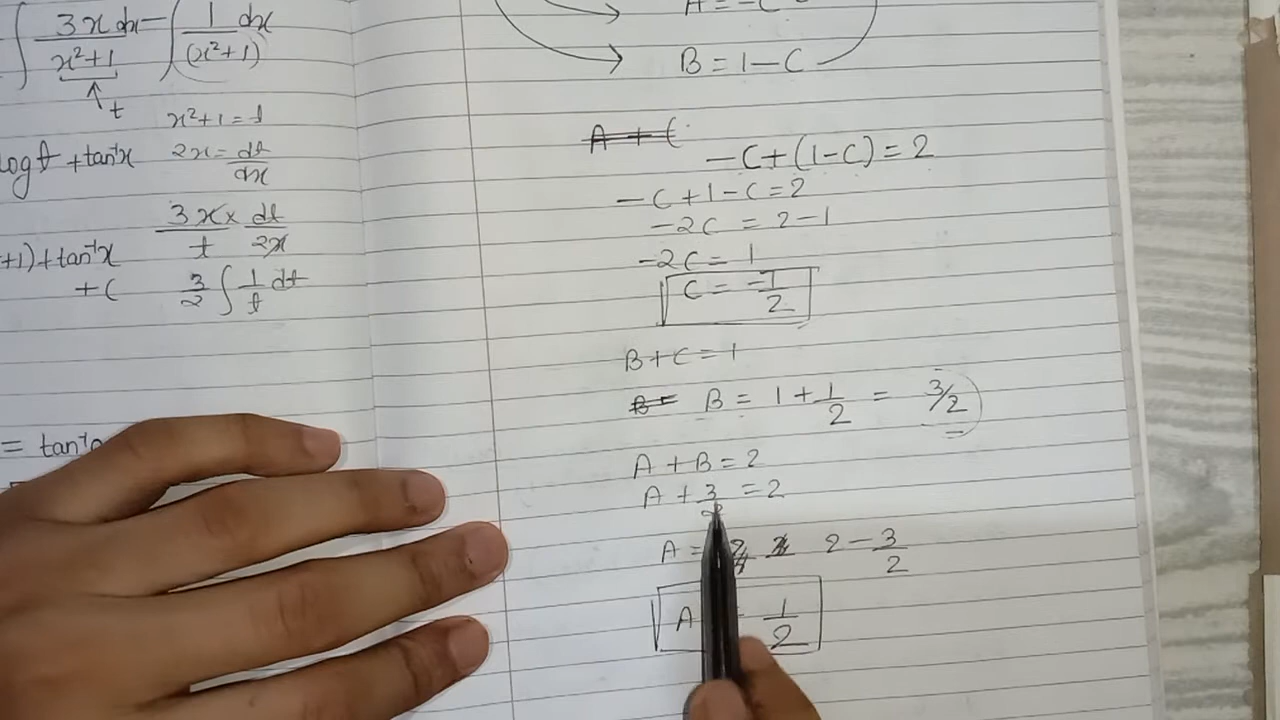 ∫ 3x dx/(x²+1) − ∫ 1 dx/(x²+1)
↑t
x²+1 = t
log t + tan⁻¹x
2x = dt/dx
3x/t × dt/2x
+1) + tan⁻¹x
+ C
3/2 ∫ 1/t dt
= tan⁻¹
A = −C
B = 1 − C
A + C
− C + (1 − C) = 2
− C + 1 − C = 2
−2C = 2 − 1
−2C = 1
C = −1/2
B + C = 1
B = B = 1 + 1/2 = 3/2
A + B = 2
A + 3/2 = 2
A = 2 − 3/2
A = 1/2